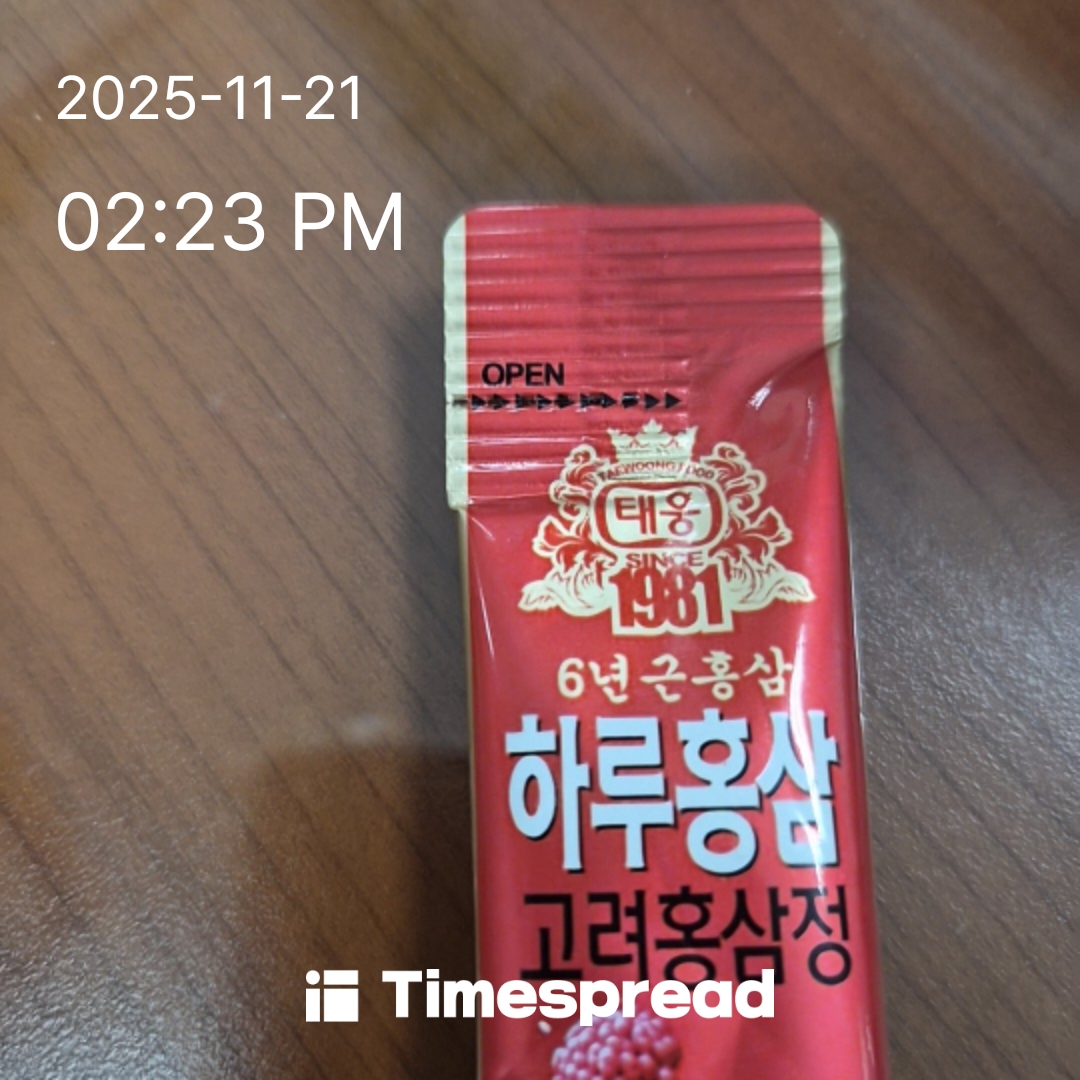 2025-11-21
02:23 PM
OPEN
TAEWOONG FOOD
태웅
SINCE
1981
6년근홍삼
하루홍삼
고려홍삼정
Timespread